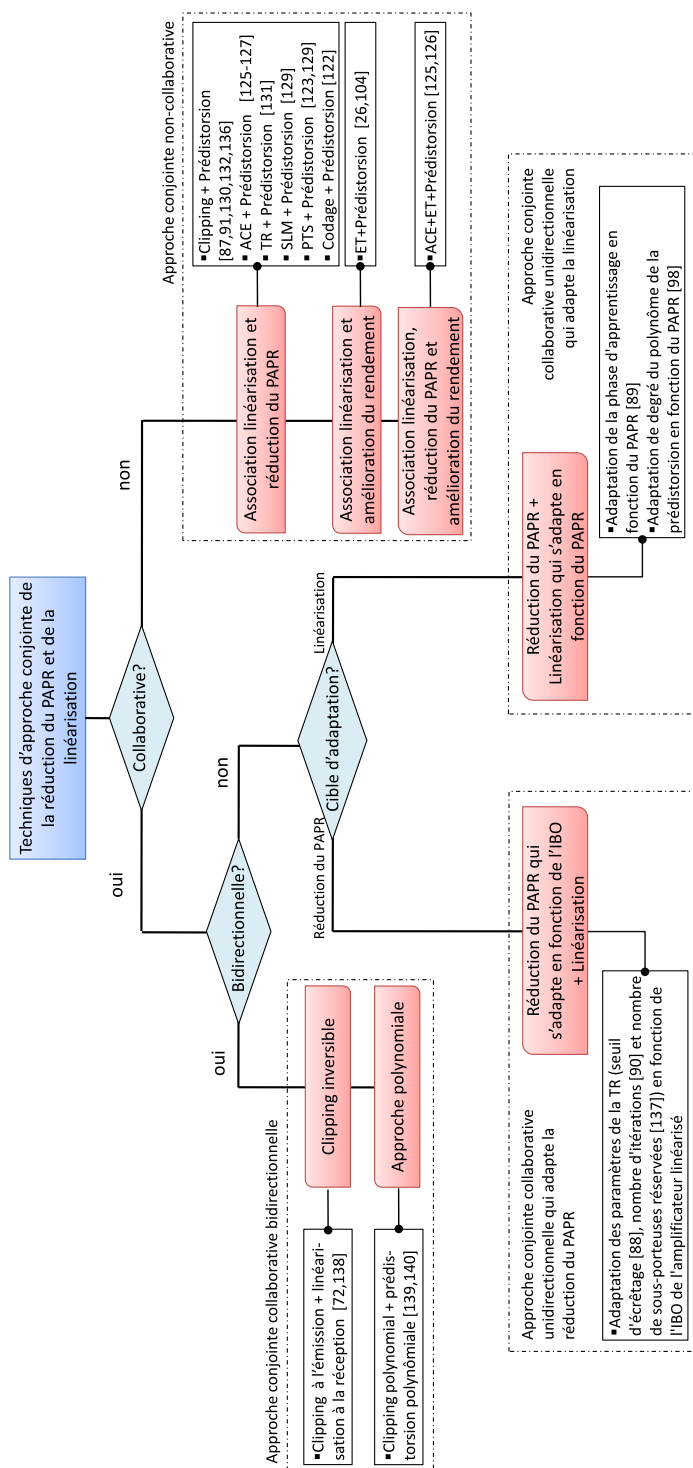 Techniques d'approche conjointe de
la réduction du PAPR et de la
linéarisation
Collaborative?
oui
non
Bidirectionnelle?
oui
non
Cible d'adaptation?
Réduction du PAPR
Linéarisation
Approche conjointe collaborative bidirectionnelle
Clipping inversible
▪Clipping à l'émission + linéari-
sation à la réception [72,138]
Approche polynomiale
▪Clipping polynomial + prédis-
torsion polynômiale [139,140]
Approche conjointe non-collaborative
Association linéarisation et
réduction du PAPR
▪Clipping + Prédistorsion
[87,91,130,132,136]
▪ ACE + Prédistorsion [125-127]
▪ TR + Prédistorsion [131]
▪ SLM + Prédistorsion [129]
▪ PTS + Prédistorsion [123,129]
▪ Codage + Prédistorsion [122]
Association linéarisation et
amélioration du rendement
▪ET+Prédistorsion [26,104]
Association linéarisation,
réduction du PAPR et
amélioration du rendement
▪ACE+ET+Prédistorsion [125,126]
Approche conjointe collaborative
unidirectionnelle qui adapte la
réduction du PAPR
Réduction du PAPR qui
s'adapte en fonction de l'IBO
+ Linéarisation
▪Adaptation des paramètres de la TR (seuil
d'écrêtage [88], nombre d'itérations [90] et nombre
de sous-porteuses réservées [137]) en fonction de
l'IBO de l'amplificateur linéarisé
Approche conjointe
collaborative unidirectionnelle
qui adapte la linéarisation
Réduction du PAPR +
Linéarisation qui s'adapte en
fonction du PAPR
▪Adaptation de la phase d'apprentissage en
fonction du PAPR [89]
▪Adaptation de degré du polynôme de la
prédistorsion en fonction du PAPR [98]